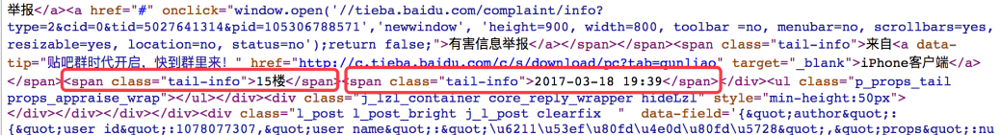 举报</a><a href="#" onclick="window.open('//tieba.baidu.com/complaint/info?
type=2&cid=0&tid=5027641314&pid=105306788571','newwindow', 'height=900, width=800, toolbar =no, menubar=no, scrollbars=yes,
resizable=yes, location=no, status=no');return false;">有害信息举报</a></span></span><span class="tail-info">来自<a data-
tip="贴吧群时代开启，快到群里来！" href="http://c.tieba.baidu.com/c/s/download/pc?tab=qunliao" target="_blank">iPhone客户端</a>
</span><span class="tail-info">15楼</span><span class="tail-info">2017-03-18 19:39</span></div><ul class="p_props_tail
props_appraise_wrap"></ul></div><div class="j_lzl_container core_reply_wrapper hideLzl" style="min-height:50px">
</div></div></div></div><div class="l_post l_post_bright j_l_post clearfix  "  data-field='{&quot;author&quot;:
{&quot;user_id&quot;:1078077307,&quot;user_name&quot;:&quot;\u6211\u53ef\u80fd\u4e0d\u80fd\u5728&quot;,&quot;props&quot;:nu